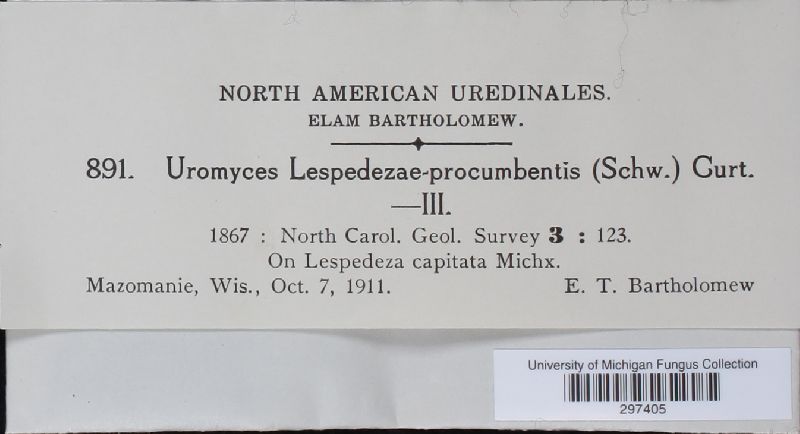 NORTH AMERICAN UREDINALES.
ELAM BARTHOLOMEW.
891. Uromyces Lespedezae-procumbentis (Schw.) Curt.
—III.
1867 : North Carol. Geol. Survey 3 : 123.
On Lespedeza capitata Michx.
Mazomanie, Wis., Oct. 7, 1911. E. T. Bartholomew
University of Michigan Fungus Collection
297405